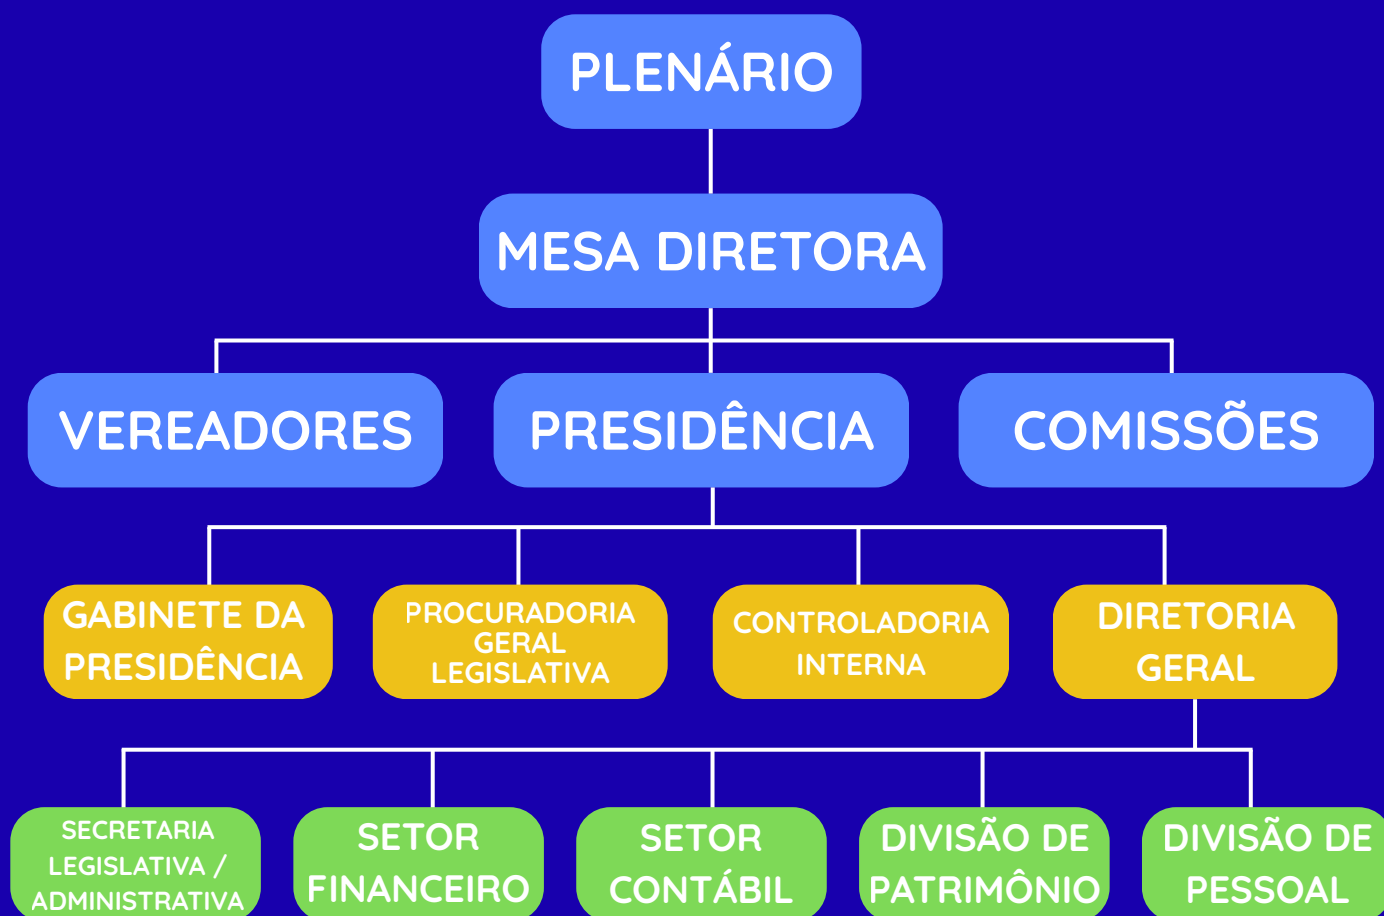 PLENÁRIO
MESA DIRETORA
VEREADORES
PRESIDÊNCIA
COMISSÕES
GABINETE DA
PRESIDÊNCIA
PROCURADORIA
GERAL
LEGISLATIVA
CONTROLADORIA
INTERNA
DIRETORIA
GERAL
SECRETARIA
LEGISLATIVA /
ADMINISTRATIVA
SETOR
FINANCEIRO
SETOR
CONTÁBIL
DIVISÃO DE
PATRIMÔNIO
DIVISÃO DE
PESSOAL